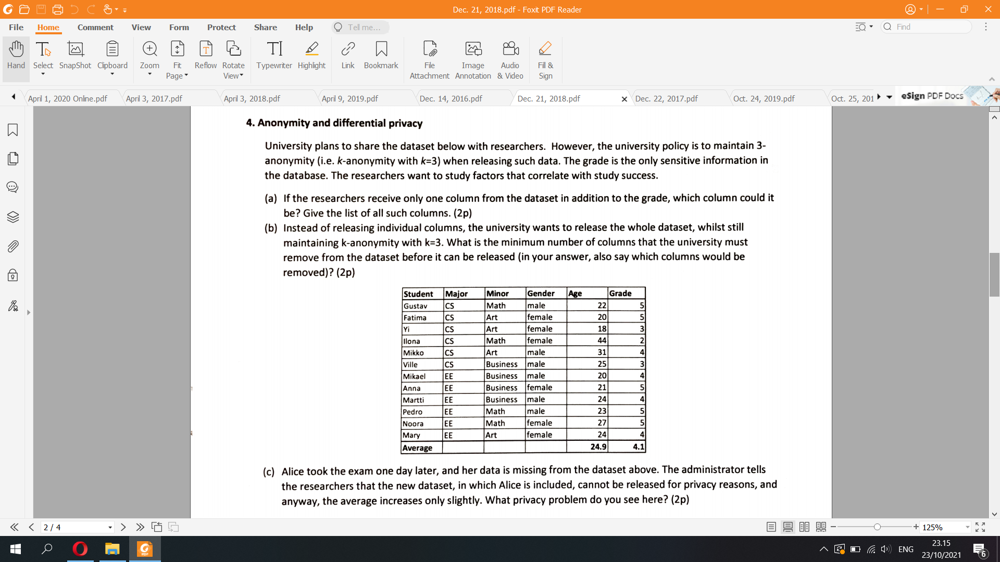 Dec. 21, 2018.pdf - Foxit PDF Reader
File Home Comment View Form Protect Share Help Tell me... Find
Hand Select SnapShot Clipboard Zoom Fit Page Reflow Rotate View Typewriter Highlight Link Bookmark File Attachment Image Annotation Audio & Video Fill & Sign
April 1, 2020 Online.pdf April 3, 2017.pdf April 3, 2018.pdf April 9, 2019.pdf Dec. 14, 2016.pdf Dec. 21, 2018.pdf Dec. 22, 2017.pdf Oct. 24, 2019.pdf Oct. 25, 201 eSign PDF Docs
4. Anonymity and differential privacy
University plans to share the dataset below with researchers. However, the university policy is to maintain 3-
anonymity (i.e. k-anonymity with k=3) when releasing such data. The grade is the only sensitive information in
the database. The researchers want to study factors that correlate with study success.
(a) If the researchers receive only one column from the dataset in addition to the grade, which column could it
be? Give the list of all such columns. (2p)
(b) Instead of releasing individual columns, the university wants to release the whole dataset, whilst still
maintaining k-anonymity with k=3. What is the minimum number of columns that the university must
remove from the dataset before it can be released (in your answer, also say which columns would be
removed)? (2p)
Student Major Minor Gender Age Grade
Gustav CS Math male 22 5
Fatima CS Art female 20 5
Yi CS Art female 18 3
Ilona CS Math female 44 2
Mikko CS Art male 31 4
Ville CS Business male 25 3
Mikael EE Business male 20 4
Anna EE Business female 21 5
Martti EE Business male 24 4
Pedro EE Math male 23 5
Noora EE Math female 27 5
Mary EE Art female 24 4
Average 24.9 4.1
(c) Alice took the exam one day later, and her data is missing from the dataset above. The administrator tells
the researchers that the new dataset, in which Alice is included, cannot be released for privacy reasons, and
anyway, the average increases only slightly. What privacy problem do you see here? (2p)
2 / 4 125%
ENG 23.15
23/10/2021 6